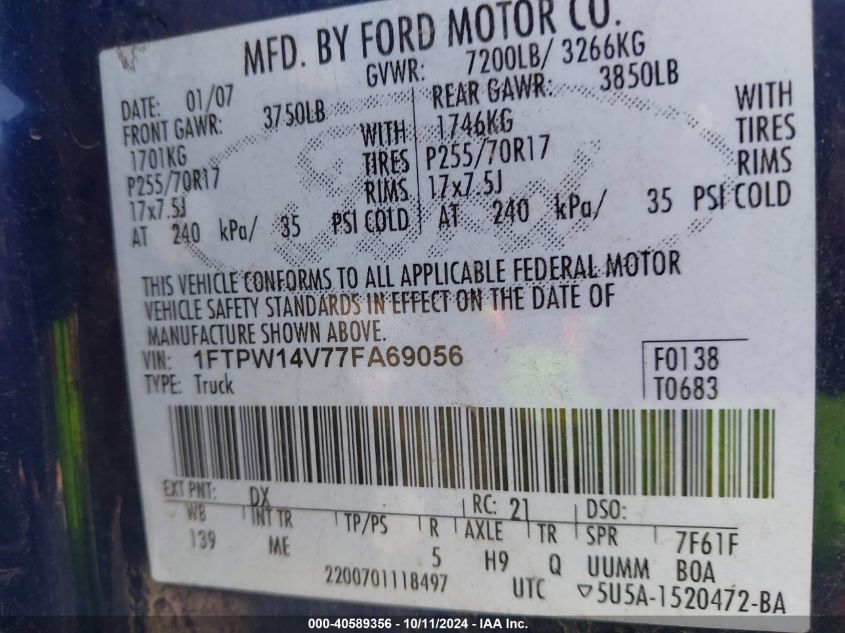 MFD. BY FORD MOTOR CO.
DATE: 01/07 GVWR: 7200LB/ 3266KG
FRONT GAWR: 3750LB REAR GAWR: 3850LB
1701KG WITH 1746KG WITH
P255/70R17 TIRES P255/70R17 TIRES
17x7.5J RIMS 17x7.5J RIMS
AT 240 kPa/ 35 PSI COLD AT 240 kPa/ 35 PSI COLD
THIS VEHICLE CONFORMS TO ALL APPLICABLE FEDERAL MOTOR
VEHICLE SAFETY STANDARDS IN EFFECT ON THE DATE OF
MANUFACTURE SHOWN ABOVE.
VIN: 1FTPW14V77FA69056 F0138
TYPE: Truck T0683
EXT PNT: DX RC: 21 DSO:
WB INT TR TP/PS R AXLE TR SPR 7F61F
139 ME 5 H9 Q UUMM BOA
2200701118497 UTC ▽5U5A-1520472-BA
000-40589356 - 10/11/2024 - IAAI.COM